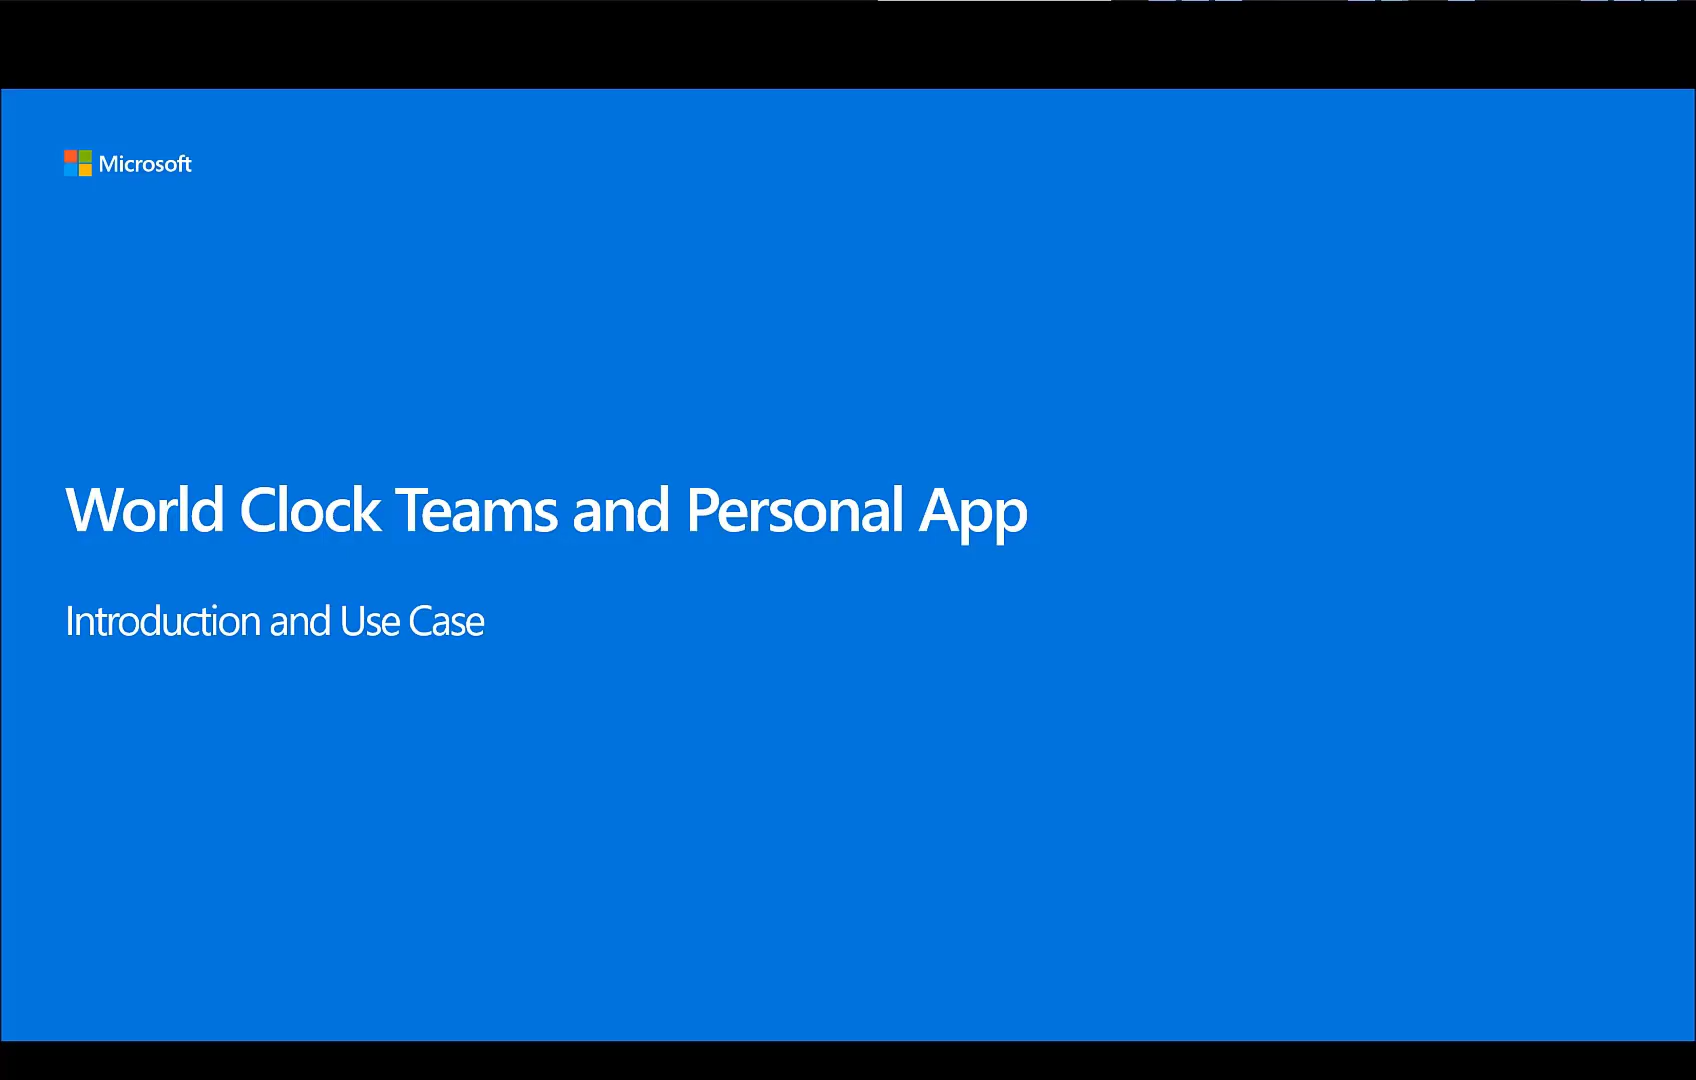 Microsoft
World Clock Teams and Personal App
Introduction and Use Case